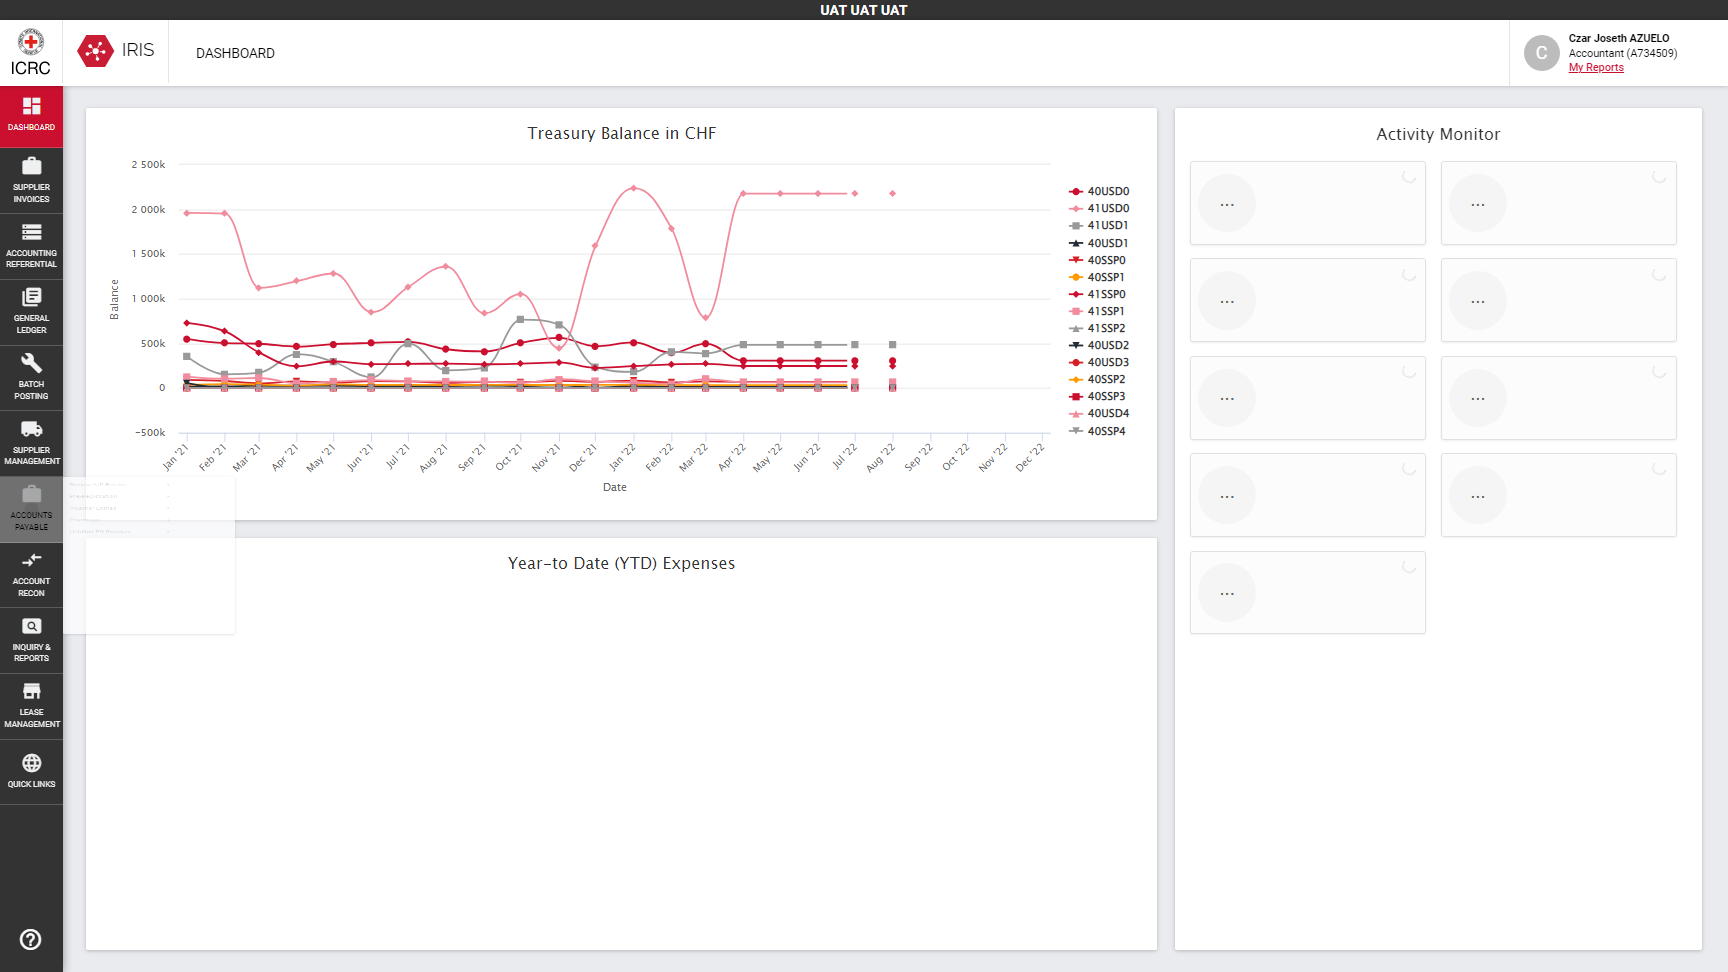 UAT UAT UAT
ICRC
IRIS
DASHBOARD
Czar Joseth AZUELO
Accountant (A734509)
My Reports
DASHBOARD
SUPPLIER
INVOICES
ACCOUNTING
REFERENTIAL
GENERAL
LEDGER
BATCH
POSTING
SUPPLIER
MANAGEMENT
ACCOUNTS
PAYABLE
ACCOUNT
RECON
INQUIRY &
REPORTS
LEASE
MANAGEMENT
QUICK LINKS
Treasury Balance in CHF
Balance
2 500k
2 000k
1 500k
1 000k
500k
0
−500k
Jan '21
Feb '21
Mar '21
Apr '21
May '21
Jun '21
Jul '21
Aug '21
Sep '21
Oct '21
Nov '21
Dec '21
Jan '22
Feb '22
Mar '22
Apr '22
May '22
Jun '22
Jul '22
Aug '22
Sep '22
Oct '22
Nov '22
Dec '22
Date
40USD0
41USD0
41USD1
40USD1
40SSP0
40SSP1
41SSP0
41SSP1
41SSP2
40USD2
40USD3
40SSP2
40SSP3
40USD4
40SSP4
Year-to Date (YTD) Expenses
Activity Monitor
...
...
...
...
...
...
...
...
...